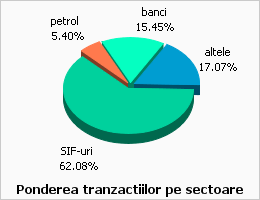 banci
15.45%
petrol
5.40%
altele
17.07%
SIF-uri
62.08%
Ponderea tranzactiilor pe sectoare